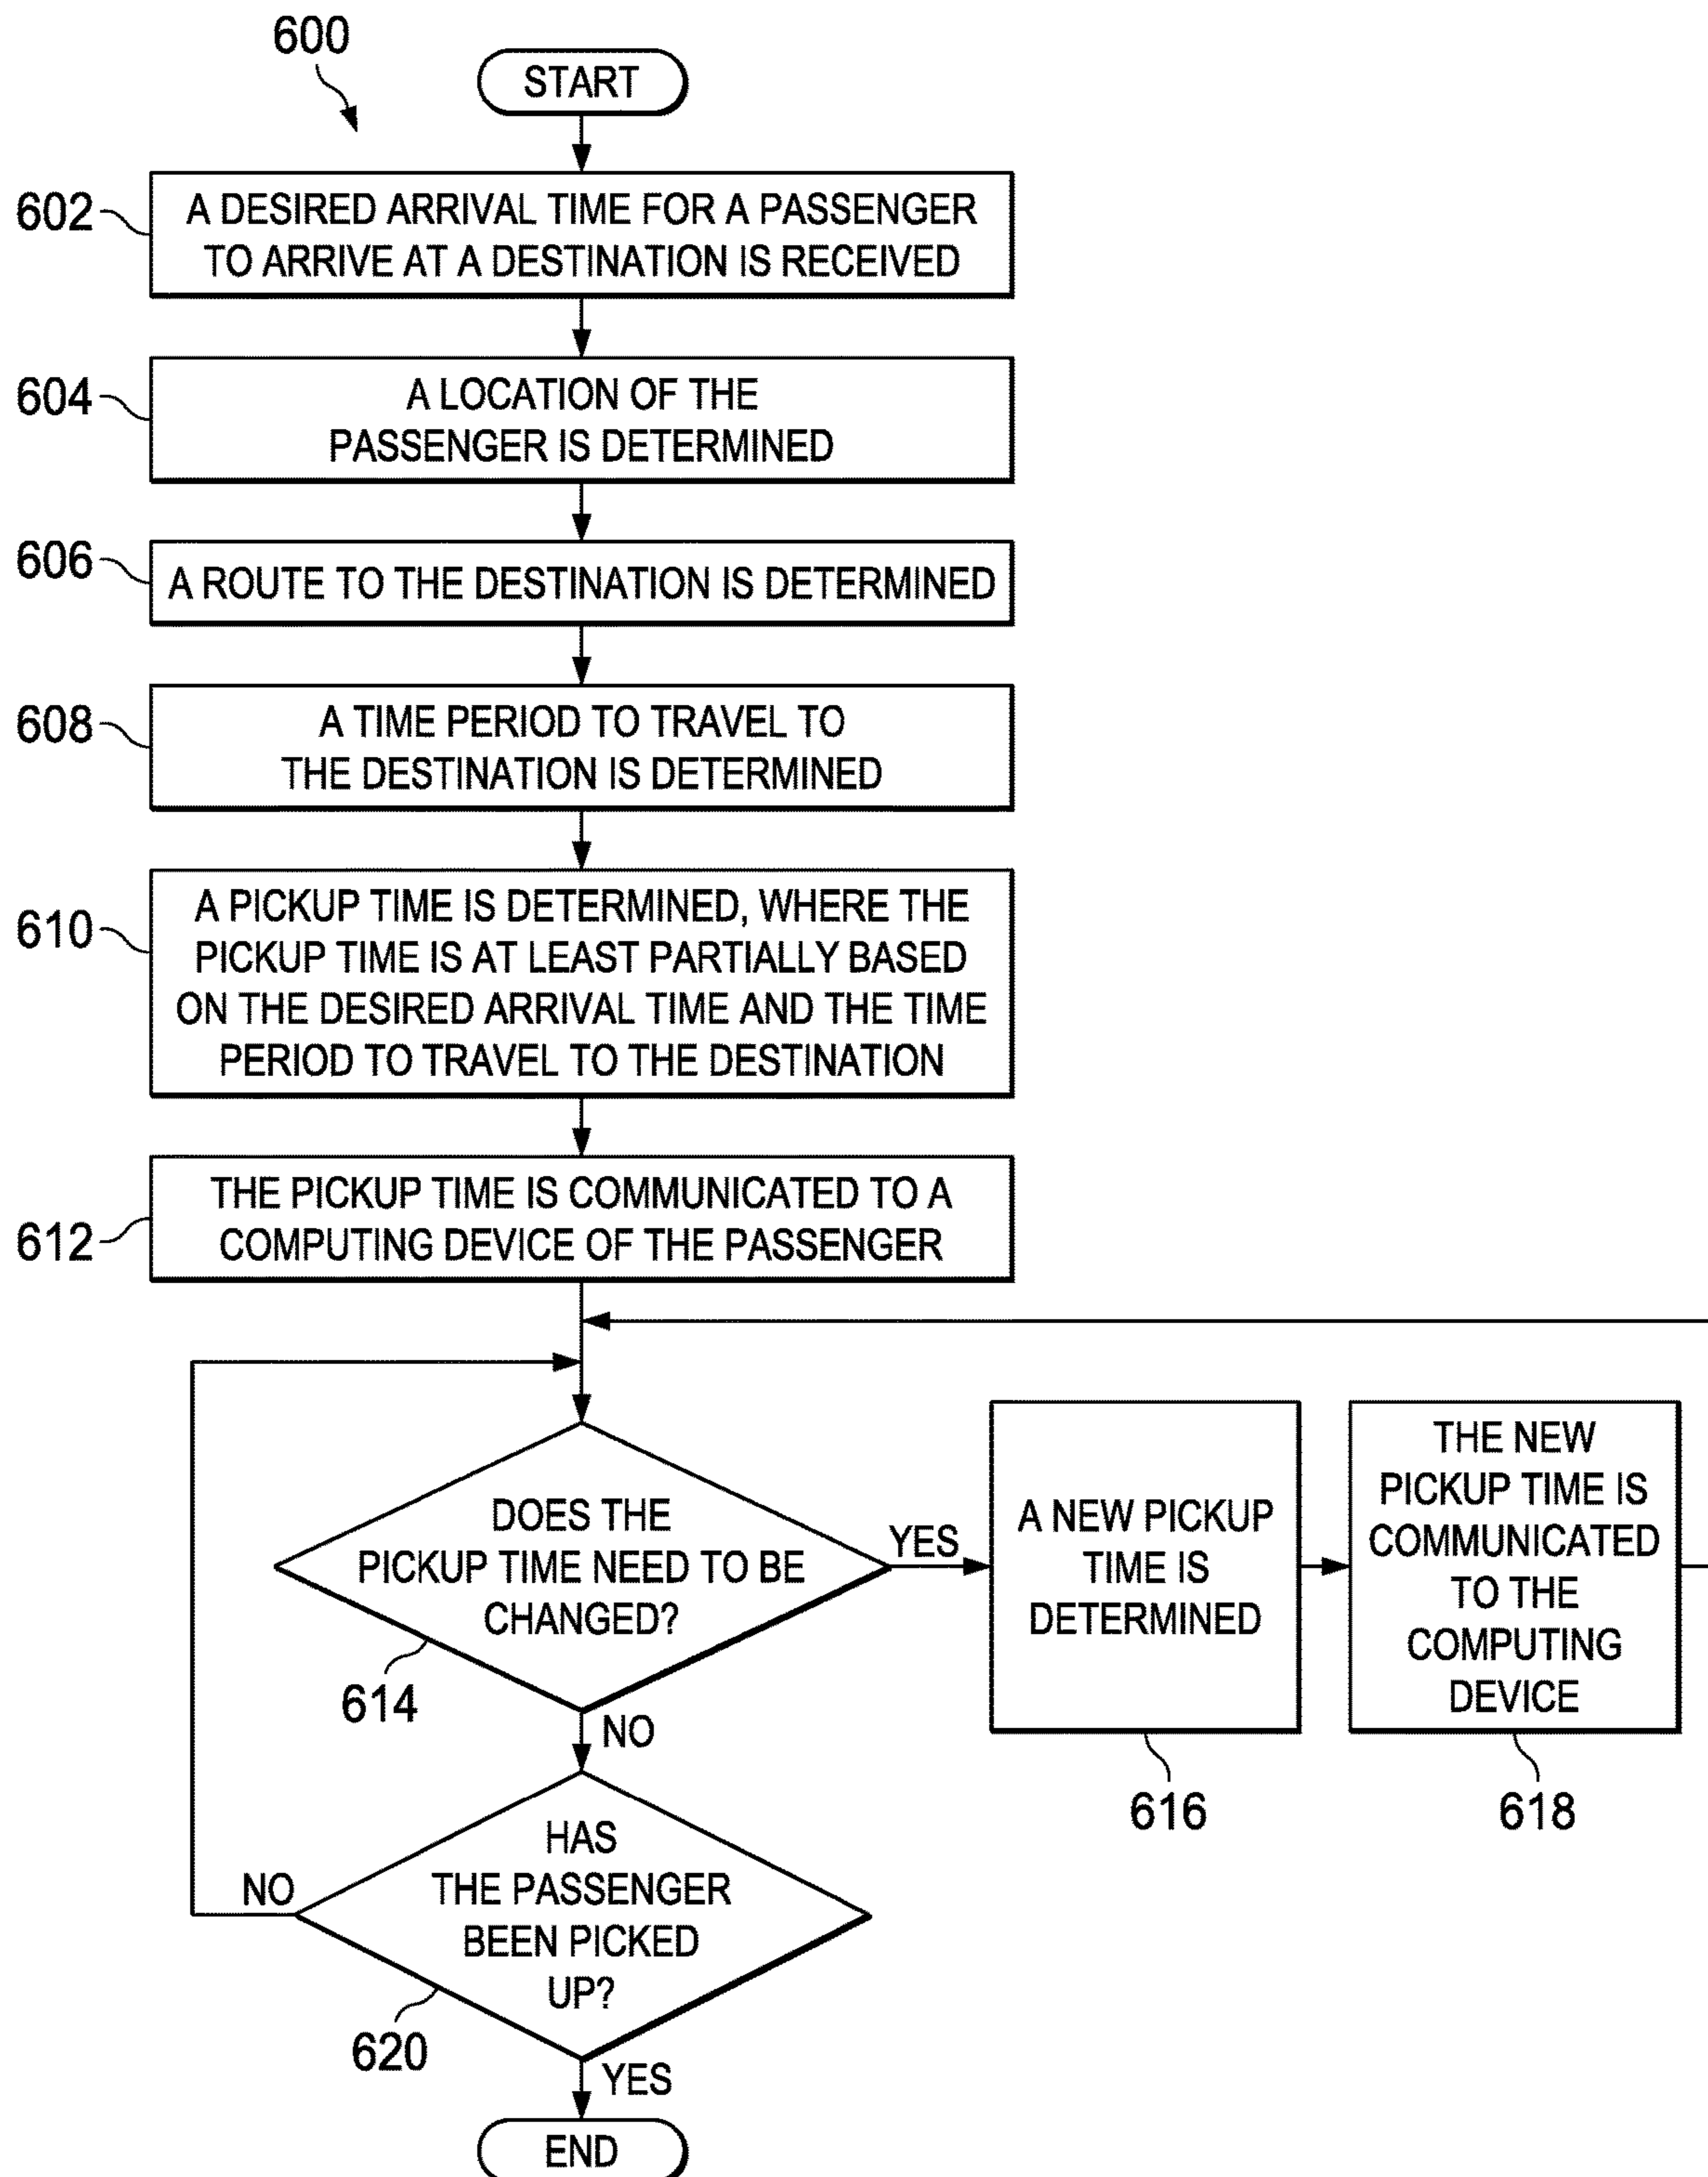 600
START
602
A DESIRED ARRIVAL TIME FOR A PASSENGER
TO ARRIVE AT A DESTINATION IS RECEIVED
604
A LOCATION OF THE
PASSENGER IS DETERMINED
606
A ROUTE TO THE DESTINATION IS DETERMINED
608
A TIME PERIOD TO TRAVEL TO
THE DESTINATION IS DETERMINED
610
A PICKUP TIME IS DETERMINED, WHERE THE
PICKUP TIME IS AT LEAST PARTIALLY BASED
ON THE DESIRED ARRIVAL TIME AND THE TIME
PERIOD TO TRAVEL TO THE DESTINATION
612
THE PICKUP TIME IS COMMUNICATED TO A
COMPUTING DEVICE OF THE PASSENGER
DOES THE
PICKUP TIME NEED TO BE
CHANGED?
614
YES
A NEW PICKUP
TIME IS
DETERMINED
616
THE NEW
PICKUP TIME IS
COMMUNICATED
TO THE
COMPUTING
DEVICE
618
NO
HAS
THE PASSENGER
BEEN PICKED
UP?
620
NO
YES
END